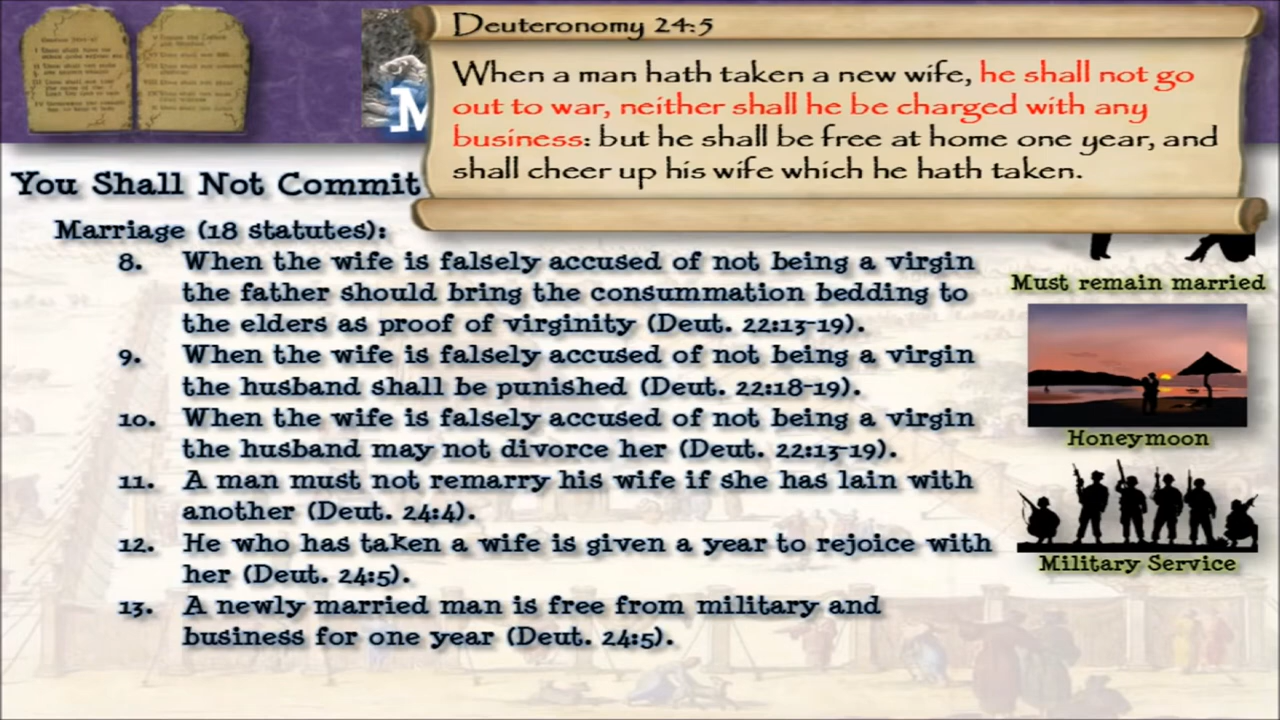 Deuteronomy 24:5
When a man hath taken a new wife, he shall not go
out to war, neither shall he be charged with any
business: but he shall be free at home one year, and
shall cheer up his wife which he hath taken.
M
You Shall Not Commit
Marriage (18 statutes):
8. When the wife is falsely accused of not being a virgin
the father should bring the consummation bedding to
the elders as proof of virginity (Deut. 22:13-19).
9. When the wife is falsely accused of not being a virgin
the husband shall be punished (Deut. 22:18-19).
10. When the wife is falsely accused of not being a virgin
the husband may not divorce her (Deut. 22:13-19).
11. A man must not remarry his wife if she has lain with
another (Deut. 24:4).
12. He who has taken a wife is given a year to rejoice with
her (Deut. 24:5).
13. A newly married man is free from military and
business for one year (Deut. 24:5).
Must remain married
Honeymoon
Military Service